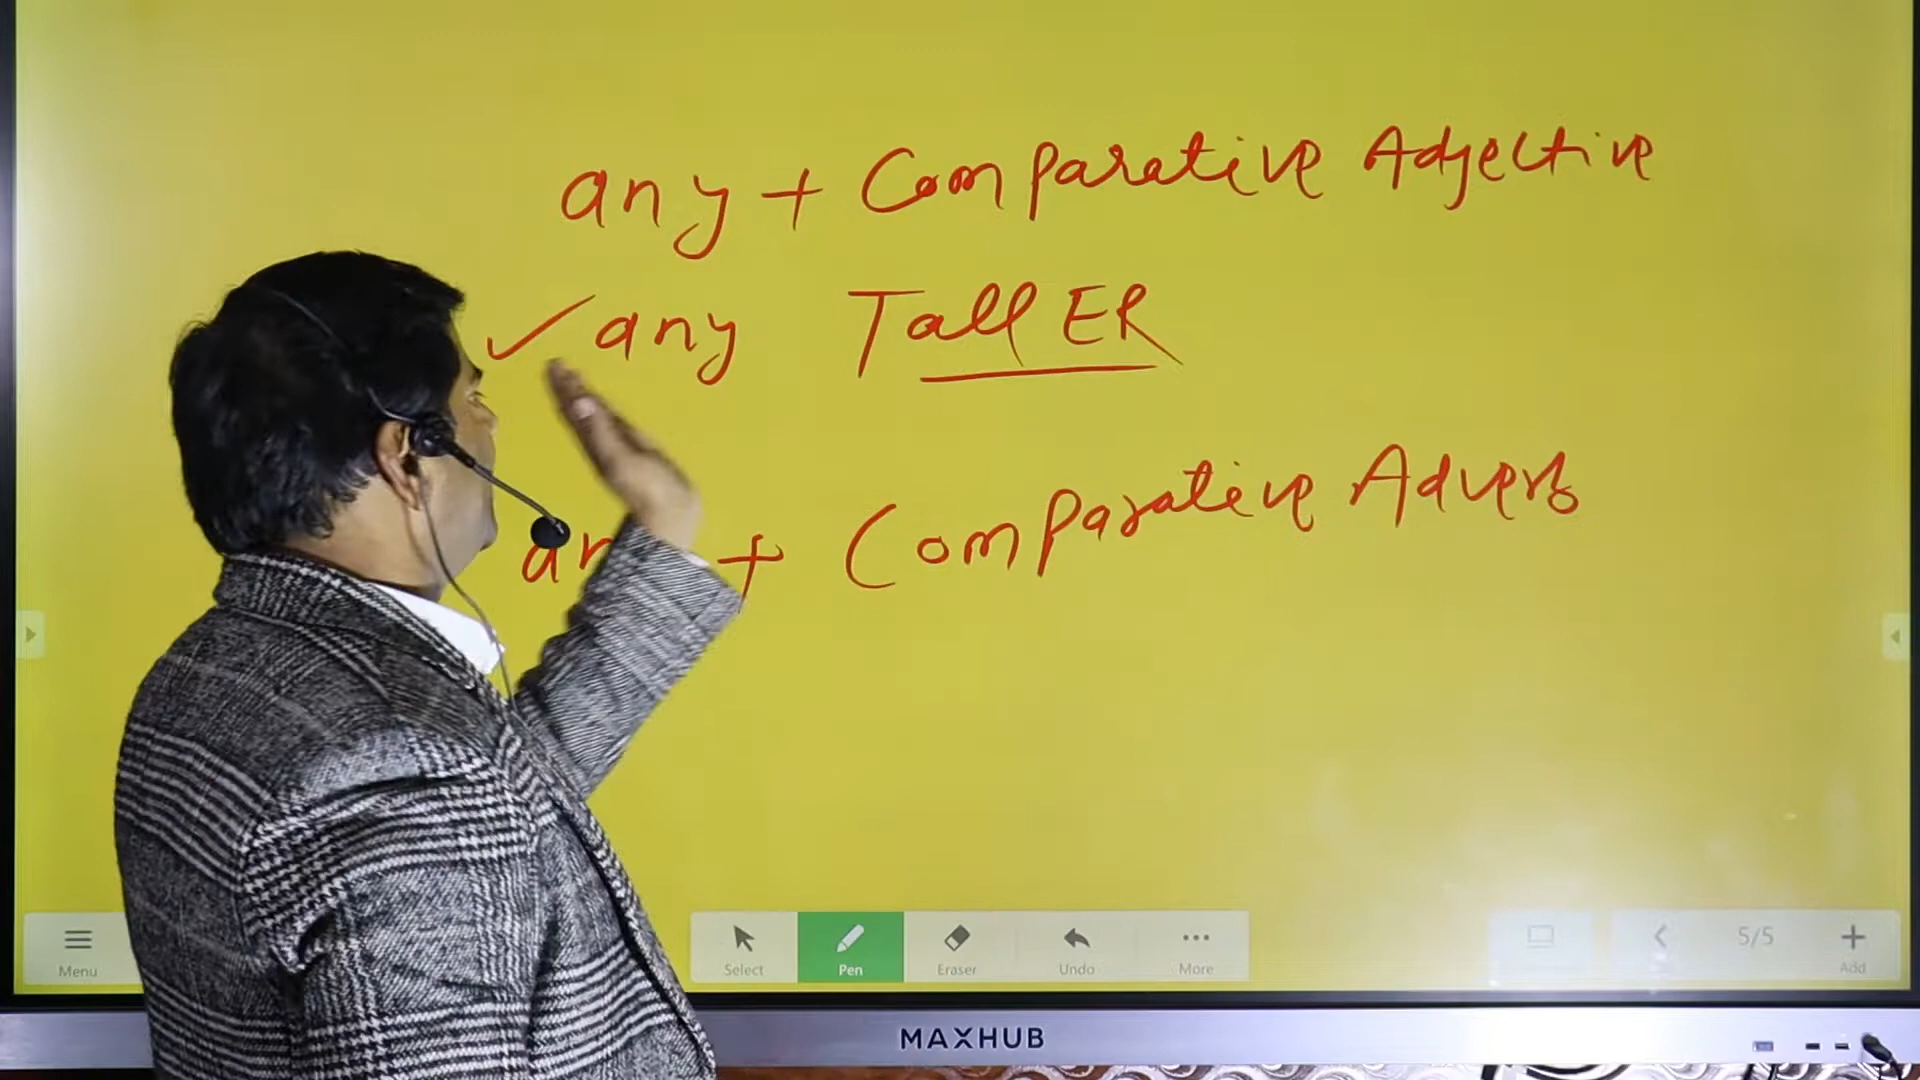 any + Comparative Adjective
✓ any TallER
+ Comparative Adverb
Menu
Select
Pen
Eraser
Undo
More
5/5
Add
MAXHUB